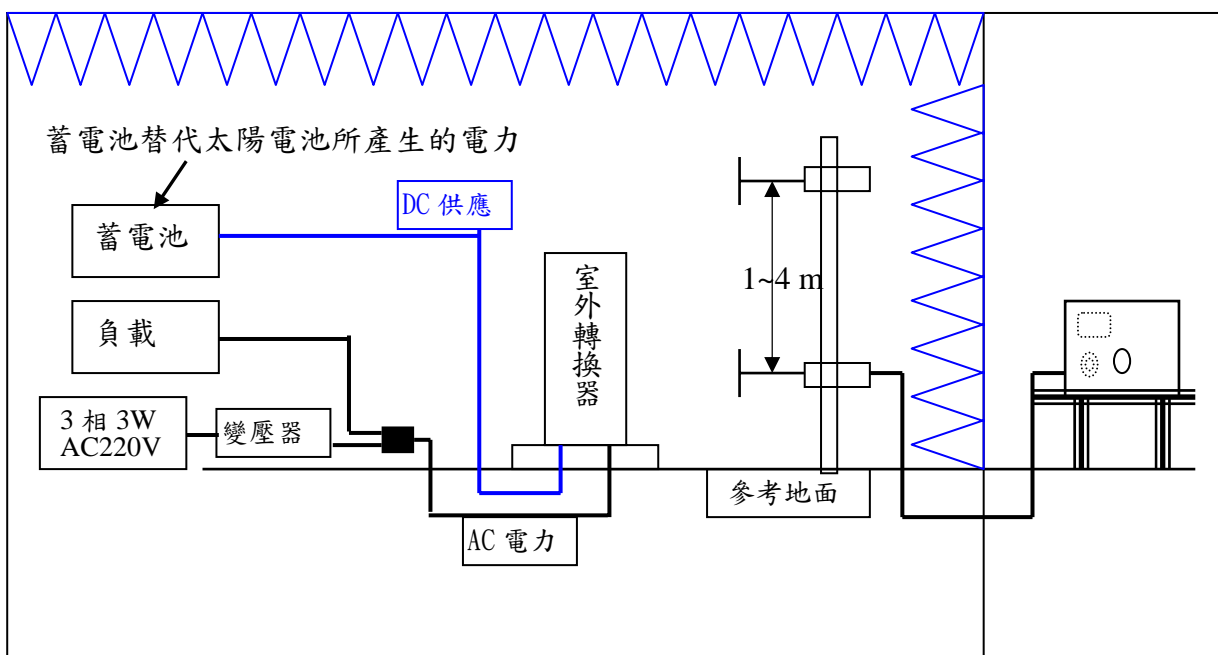 蓄電池替代太陽電池所產生的電力
DC 供應
蓄電池
室外轉換器
1~4 m
負載
3 相 3W
AC220V
變壓器
參考地面
AC 電力